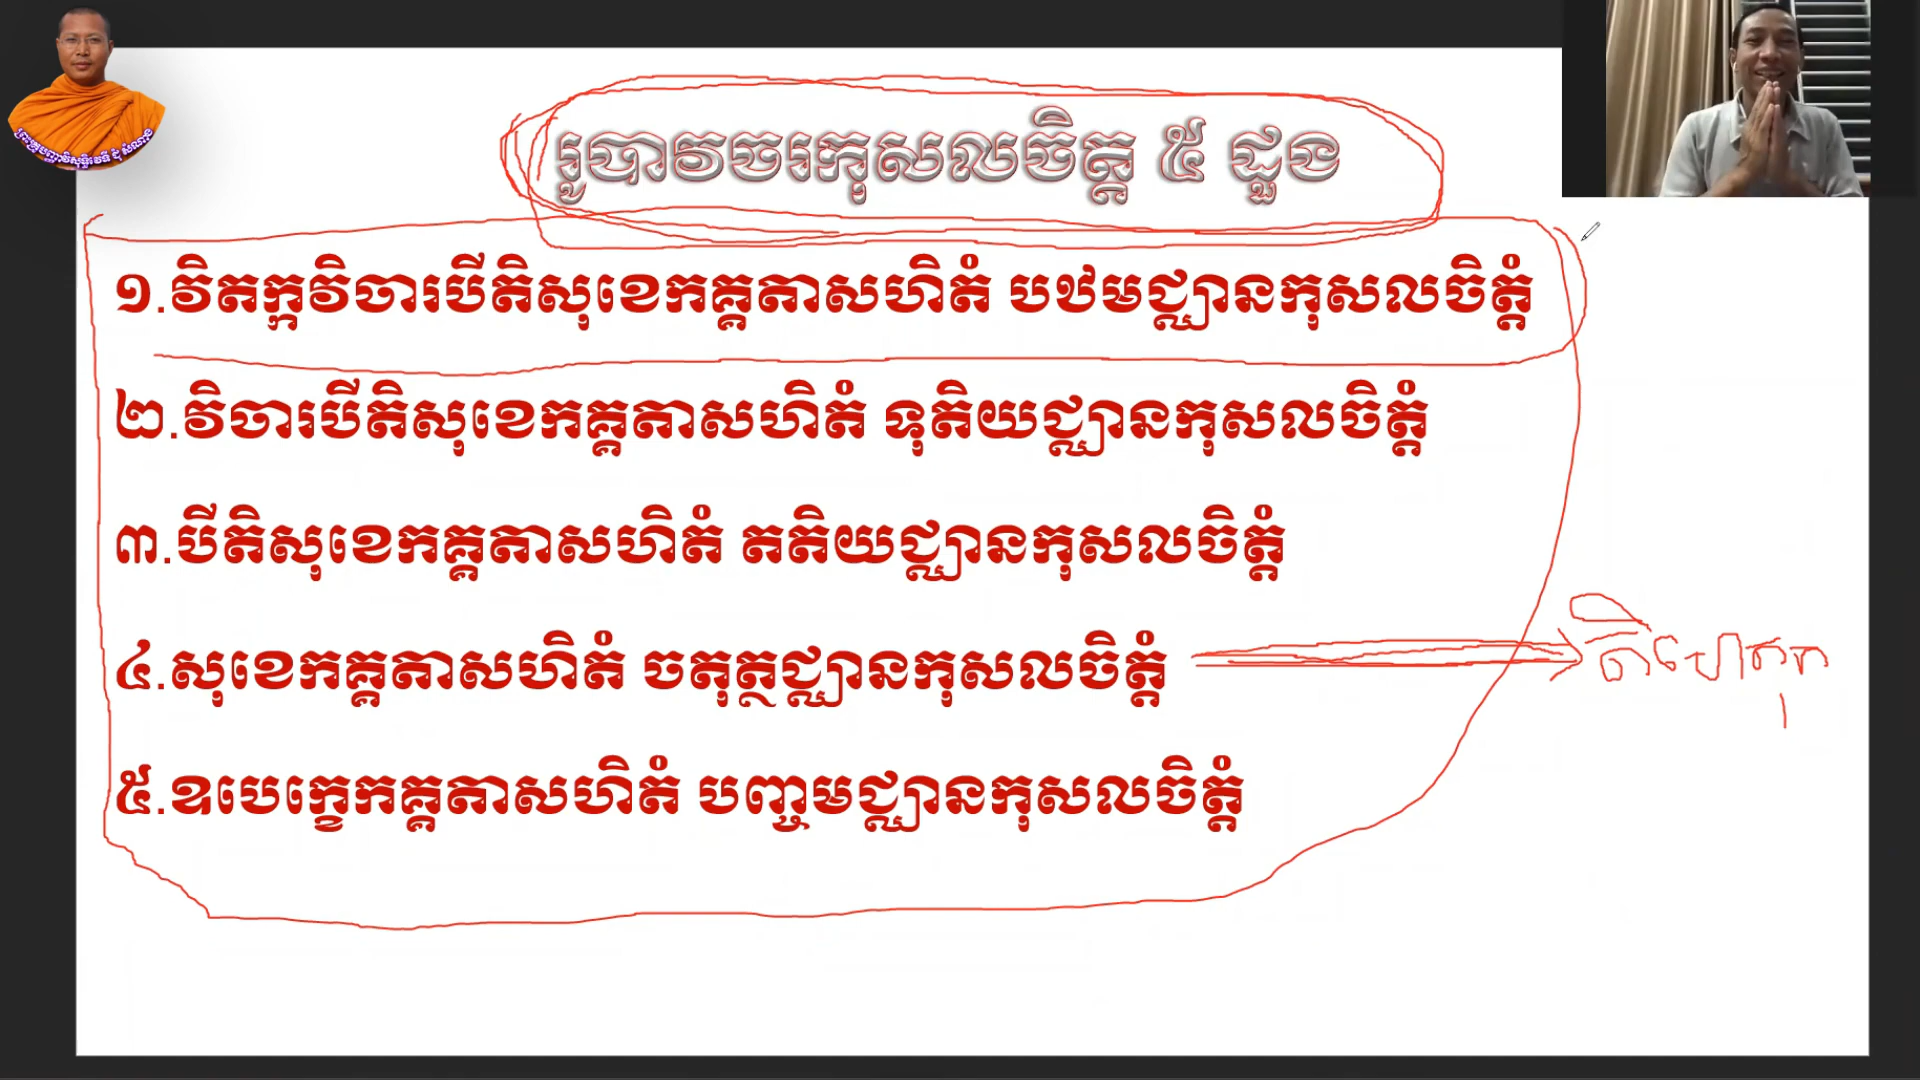 រូបាវចរកុសលចិត្ត ៥ ដួង
១.វិតក្កវិចារបីតិសុខេកគ្គតាសហិតំ បឋមជ្ឈានកុសលចិត្តំ
២.វិចារបីតិសុខេកគ្គតាសហិតំ ទុតិយជ្ឈានកុសលចិត្តំ
៣.បីតិសុខេកគ្គតាសហិតំ តតិយជ្ឈានកុសលចិត្តំ
៤.សុខេកគ្គតាសហិតំ ចតុត្ថជ្ឈានកុសលចិត្តំ
៥.ឧបេក្ខេកគ្គតាសហិតំ បញ្ចមជ្ឈានកុសលចិត្តំ